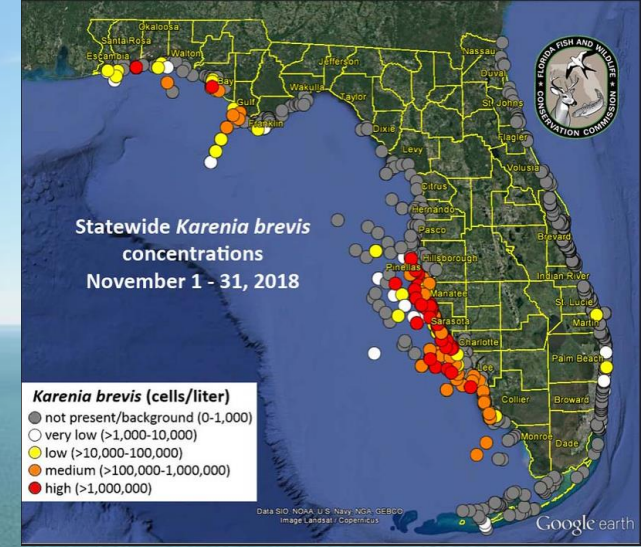 FLORIDA FISH AND WILDLIFE
CONSERVATION COMMISSION
Okaloosa
Santa Rosa
Escambia
Walton
Bay
Gulf
Franklin
Wakulla
Jefferson
Taylor
Dixie
Levy
Nassau
Duval
St Johns
Flagler
Volusia
Citrus
Hernando
Pasco
Hillsborough
Pinellas
Manatee
Sarasota
Charlotte
Lee
Collier
Monroe
Dade
Brevard
Indian River
St. Lucie
Martin
Palm Beach
Broward
Statewide Karenia brevis
concentrations
November 1 - 31, 2018
Karenia brevis (cells/liter)
not present/background (0-1,000)
very low (>1,000-10,000)
low (>10,000-100,000)
medium (>100,000-1,000,000)
high (>1,000,000)
Data SIO, NOAA, U.S. Navy, NGA, GEBCO
Image Landsat / Copernicus
Google earth